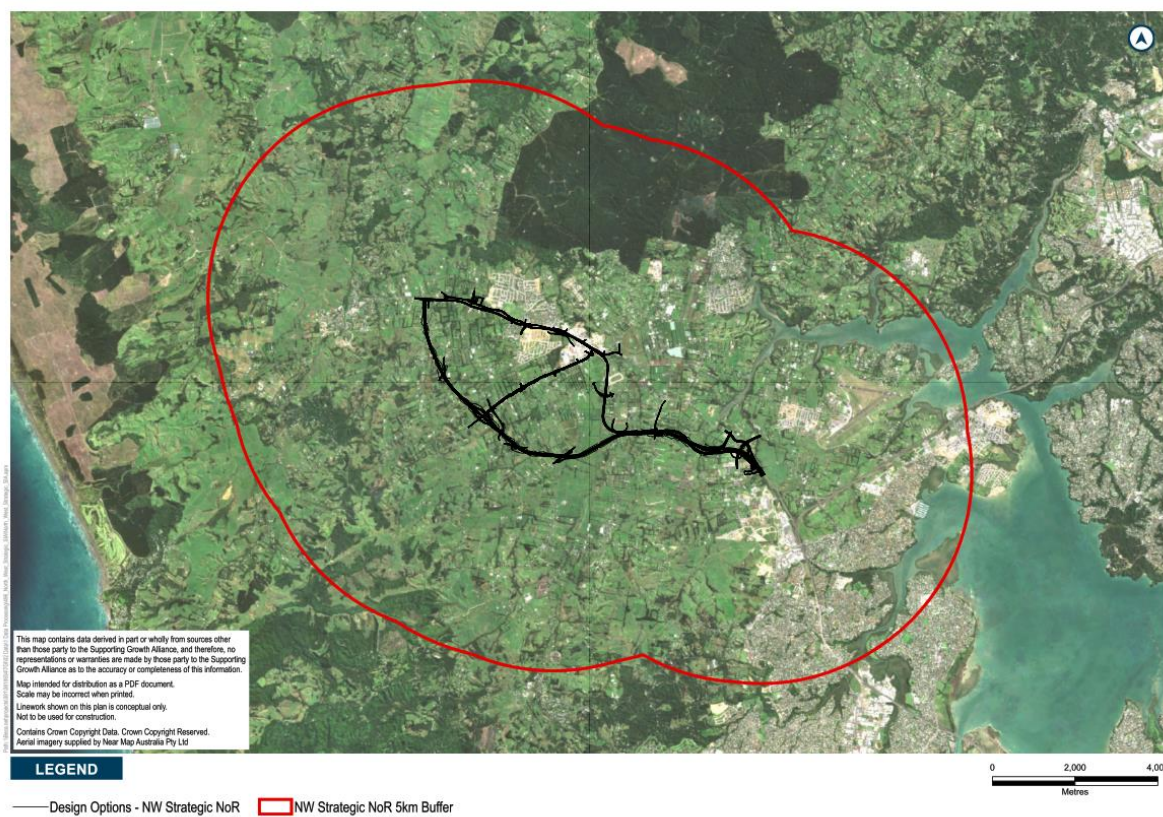 This map contains data derived in part or wholly from sources other
than those party to the Supporting Growth Alliance, and therefore, no
representations or warranties are made by those party to the Supporting
Growth Alliance as to the accuracy or completeness of this information.
Map intended for distribution as a PDF document.
Scale may be incorrect when printed.
Linework shown on this plan is conceptual only.
Not to be used for construction.
Contains Crown Copyright Data. Crown Copyright Reserved.
Aerial imagery supplied by Near Map Australia Pty Ltd
LEGEND
Design Options - NW Strategic NoR
NW Strategic NoR 5km Buffer
0 2,000 4,00
Metres